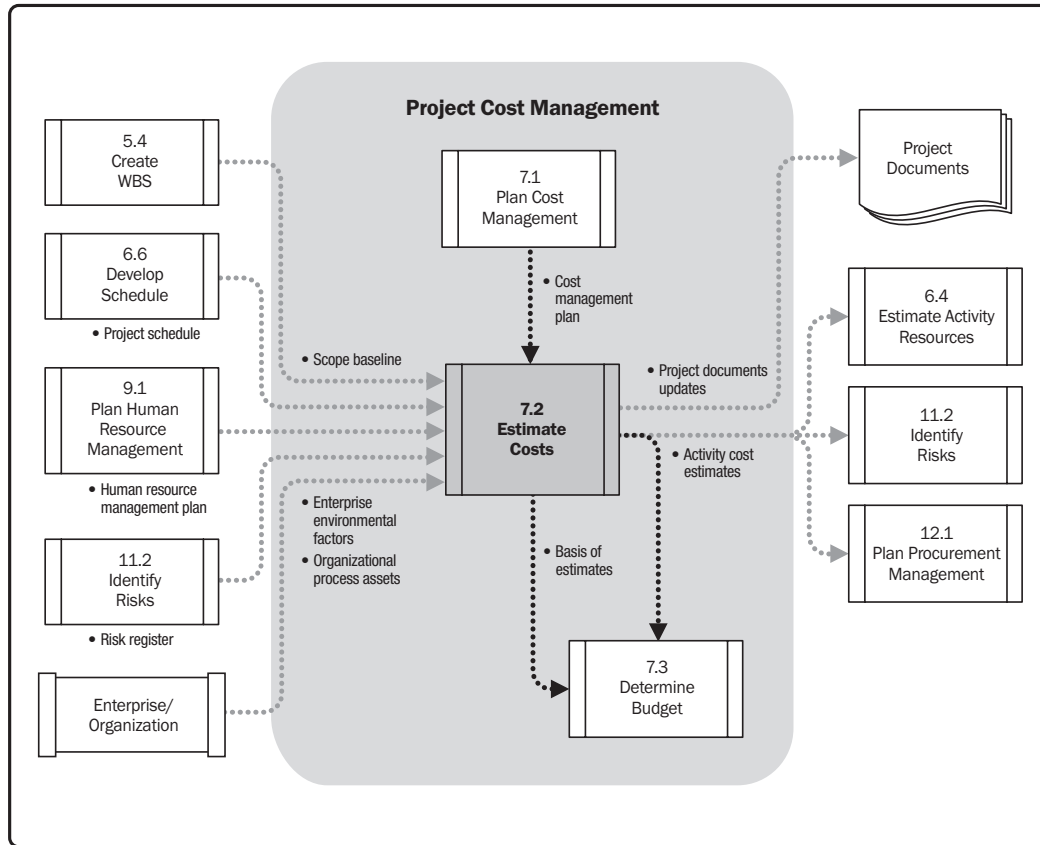 Project Cost Management
5.4
Create
WBS
6.6
Develop
Schedule
• Project schedule
9.1
Plan Human
Resource
Management
• Human resource
management plan
11.2
Identify
Risks
• Risk register
Enterprise/
Organization
• Scope baseline
• Enterprise
environmental
factors
• Organizational
process assets
7.1
Plan Cost
Management
• Cost
management
plan
7.2
Estimate
Costs
• Project documents
updates
• Activity cost
estimates
• Basis of
estimates
7.3
Determine
Budget
Project
Documents
6.4
Estimate Activity
Resources
11.2
Identify
Risks
12.1
Plan Procurement
Management